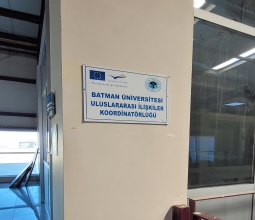 BATMAN ÜNİVERSİTESİ
ULUSLARARASI İLİŞKİLER
KOORDİNATÖRLÜĞÜ